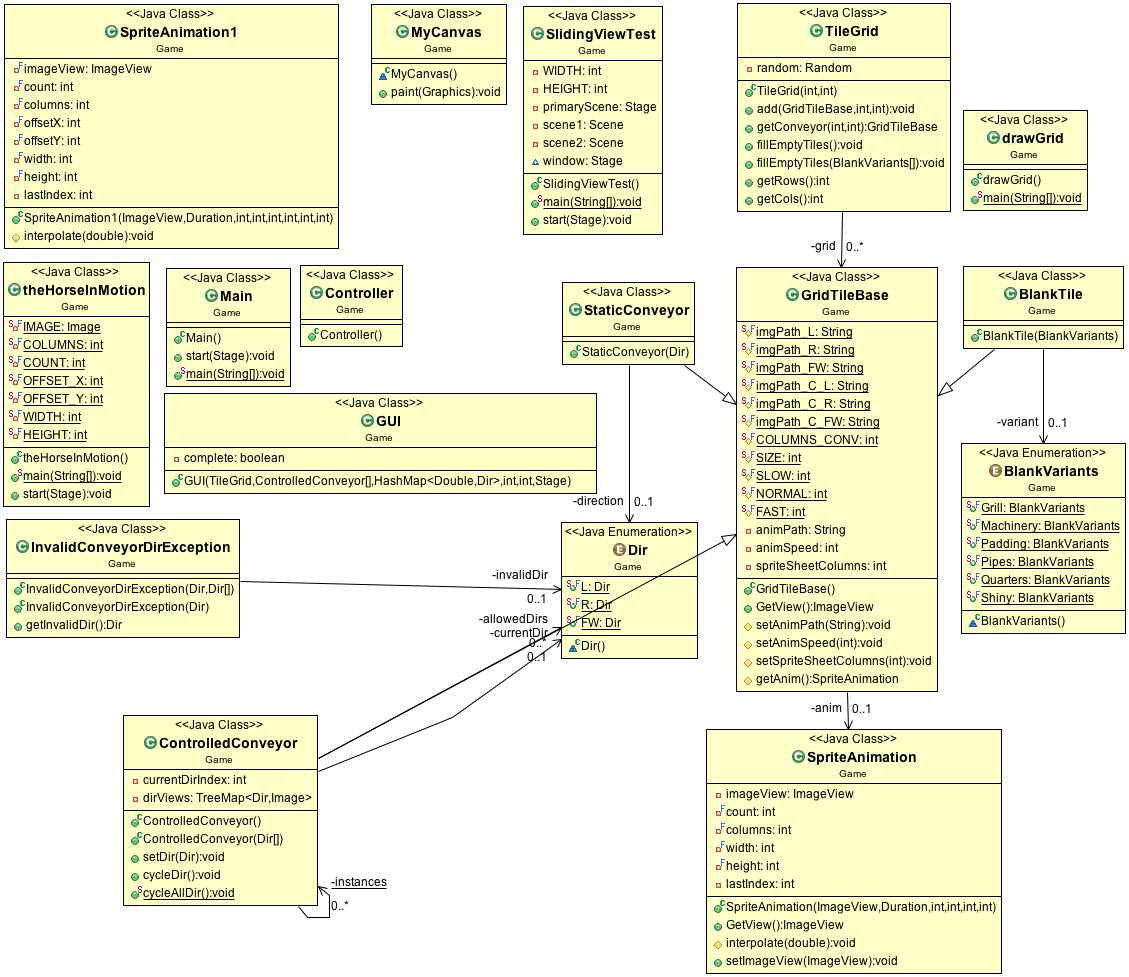 <<Java Class>>
SpriteAnimation1
Game
imageView: ImageView
count: int
columns: int
offsetX: int
offsetY: int
width: int
height: int
lastIndex: int
SpriteAnimation1(ImageView,Duration,int,int,int,int,int,int)
interpolate(double):void
<<Java Class>>
MyCanvas
Game
MyCanvas()
paint(Graphics):void
<<Java Class>>
SlidingViewTest
Game
WIDTH: int
HEIGHT: int
primaryScene: Stage
scene1: Scene
scene2: Scene
window: Stage
SlidingViewTest()
main(String[]):void
start(Stage):void
<<Java Class>>
TileGrid
Game
random: Random
TileGrid(int,int)
add(GridTileBase,int,int):void
getConveyor(int,int):GridTileBase
fillEmptyTiles():void
fillEmptyTiles(BlankVariants[]):void
getRows():int
getCols():int
<<Java Class>>
drawGrid
Game
drawGrid()
main(String[]):void
-grid 0..*
<<Java Class>>
theHorseInMotion
Game
IMAGE: Image
COLUMNS: int
COUNT: int
OFFSET_X: int
OFFSET_Y: int
WIDTH: int
HEIGHT: int
theHorseInMotion()
main(String[]):void
start(Stage):void
<<Java Class>>
Main
Game
Main()
start(Stage):void
main(String[]):void
<<Java Class>>
Controller
Game
Controller()
<<Java Class>>
StaticConveyor
Game
StaticConveyor(Dir)
<<Java Class>>
GridTileBase
Game
imgPath_L: String
imgPath_R: String
imgPath_FW: String
imgPath_C_L: String
imgPath_C_R: String
imgPath_C_FW: String
COLUMNS_CONV: int
SIZE: int
SLOW: int
NORMAL: int
FAST: int
animPath: String
animSpeed: int
spriteSheetColumns: int
GridTileBase()
GetView():ImageView
setAnimPath(String):void
setAnimSpeed(int):void
setSpriteSheetColumns(int):void
getAnim():SpriteAnimation
<<Java Class>>
BlankTile
Game
BlankTile(BlankVariants)
-variant 0..1
<<Java Class>>
GUI
Game
complete: boolean
GUI(TileGrid,ControlledConveyor[],HashMap<Double,Dir>,int,int,Stage)
-direction 0..1
<<Java Enumeration>>
BlankVariants
Game
Grill: BlankVariants
Machinery: BlankVariants
Padding: BlankVariants
Pipes: BlankVariants
Quarters: BlankVariants
Shiny: BlankVariants
BlankVariants()
<<Java Class>>
InvalidConveyorDirException
Game
InvalidConveyorDirException(Dir,Dir[])
InvalidConveyorDirException(Dir)
getInvalidDir():Dir
-invalidDir
0..1
<<Java Enumeration>>
Dir
Game
L: Dir
R: Dir
FW: Dir
Dir()
-allowedDirs
-currentDir
0..*
0..1
-anim 0..1
<<Java Class>>
ControlledConveyor
Game
currentDirIndex: int
dirViews: TreeMap<Dir,Image>
ControlledConveyor()
ControlledConveyor(Dir[])
setDir(Dir):void
cycleDir():void
cycleAllDir():void
-instances
0..*
<<Java Class>>
SpriteAnimation
Game
imageView: ImageView
count: int
columns: int
width: int
height: int
lastIndex: int
SpriteAnimation(ImageView,Duration,int,int,int,int)
GetView():ImageView
interpolate(double):void
setImageView(ImageView):void